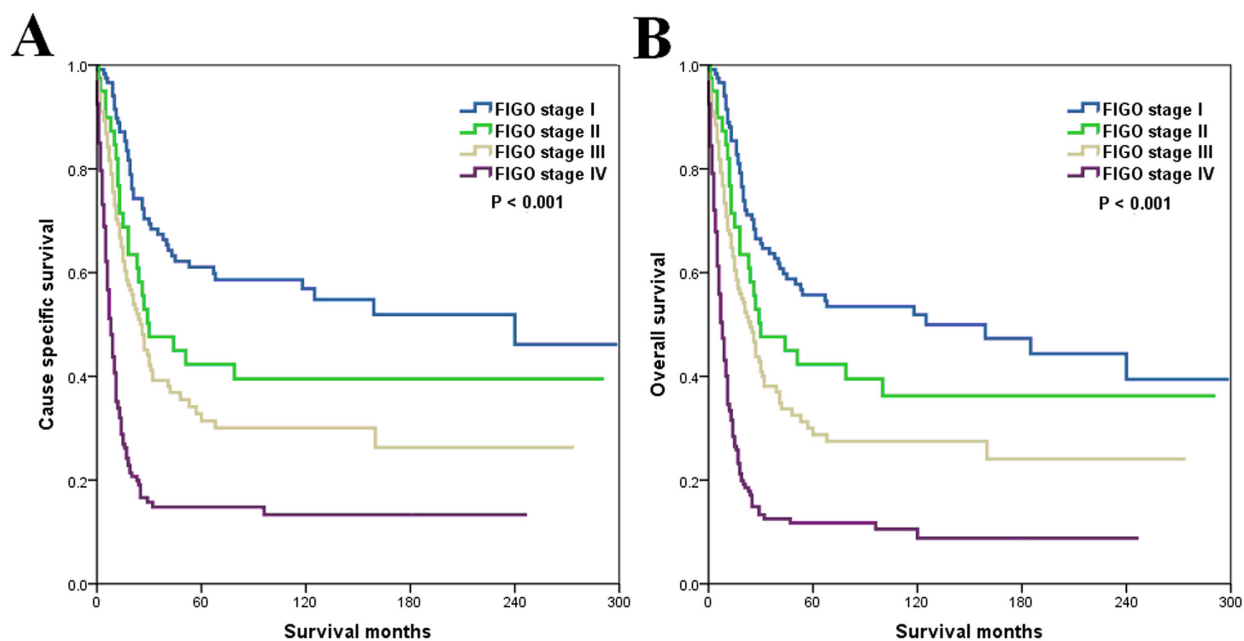 A
Cause specific survival
1.0
0.8
0.6
0.4
0.2
0.0
FIGO stage I
FIGO stage II
FIGO stage III
FIGO stage IV
P < 0.001
0 60 120 180 240 300
Survival months
B
Overall survival
1.0
0.8
0.6
0.4
0.2
0.0
FIGO stage I
FIGO stage II
FIGO stage III
FIGO stage IV
P < 0.001
0 60 120 180 240 300
Survival months